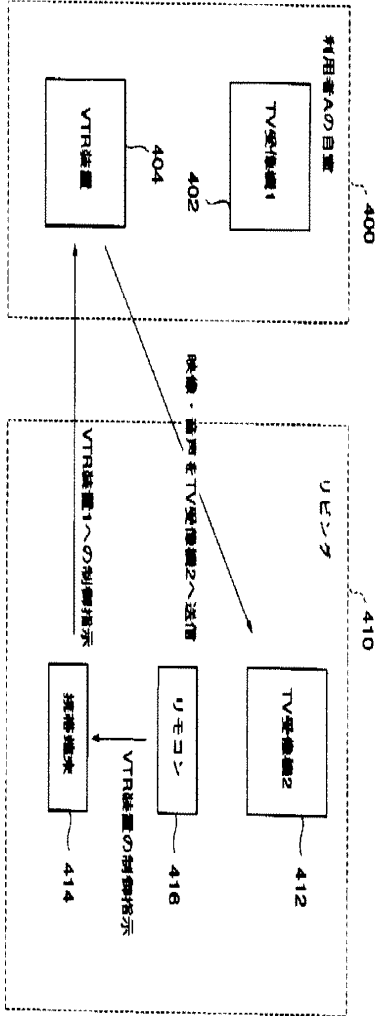 利用者Aの自室
400
TV受像機1
402
VTR装置
404
映像・音声をTV受像機2へ送信
VTR装置1への制御指示
リビング
410
TV受像機2
412
リモコン
416
VTR装置の制御指示
携帯端末
414